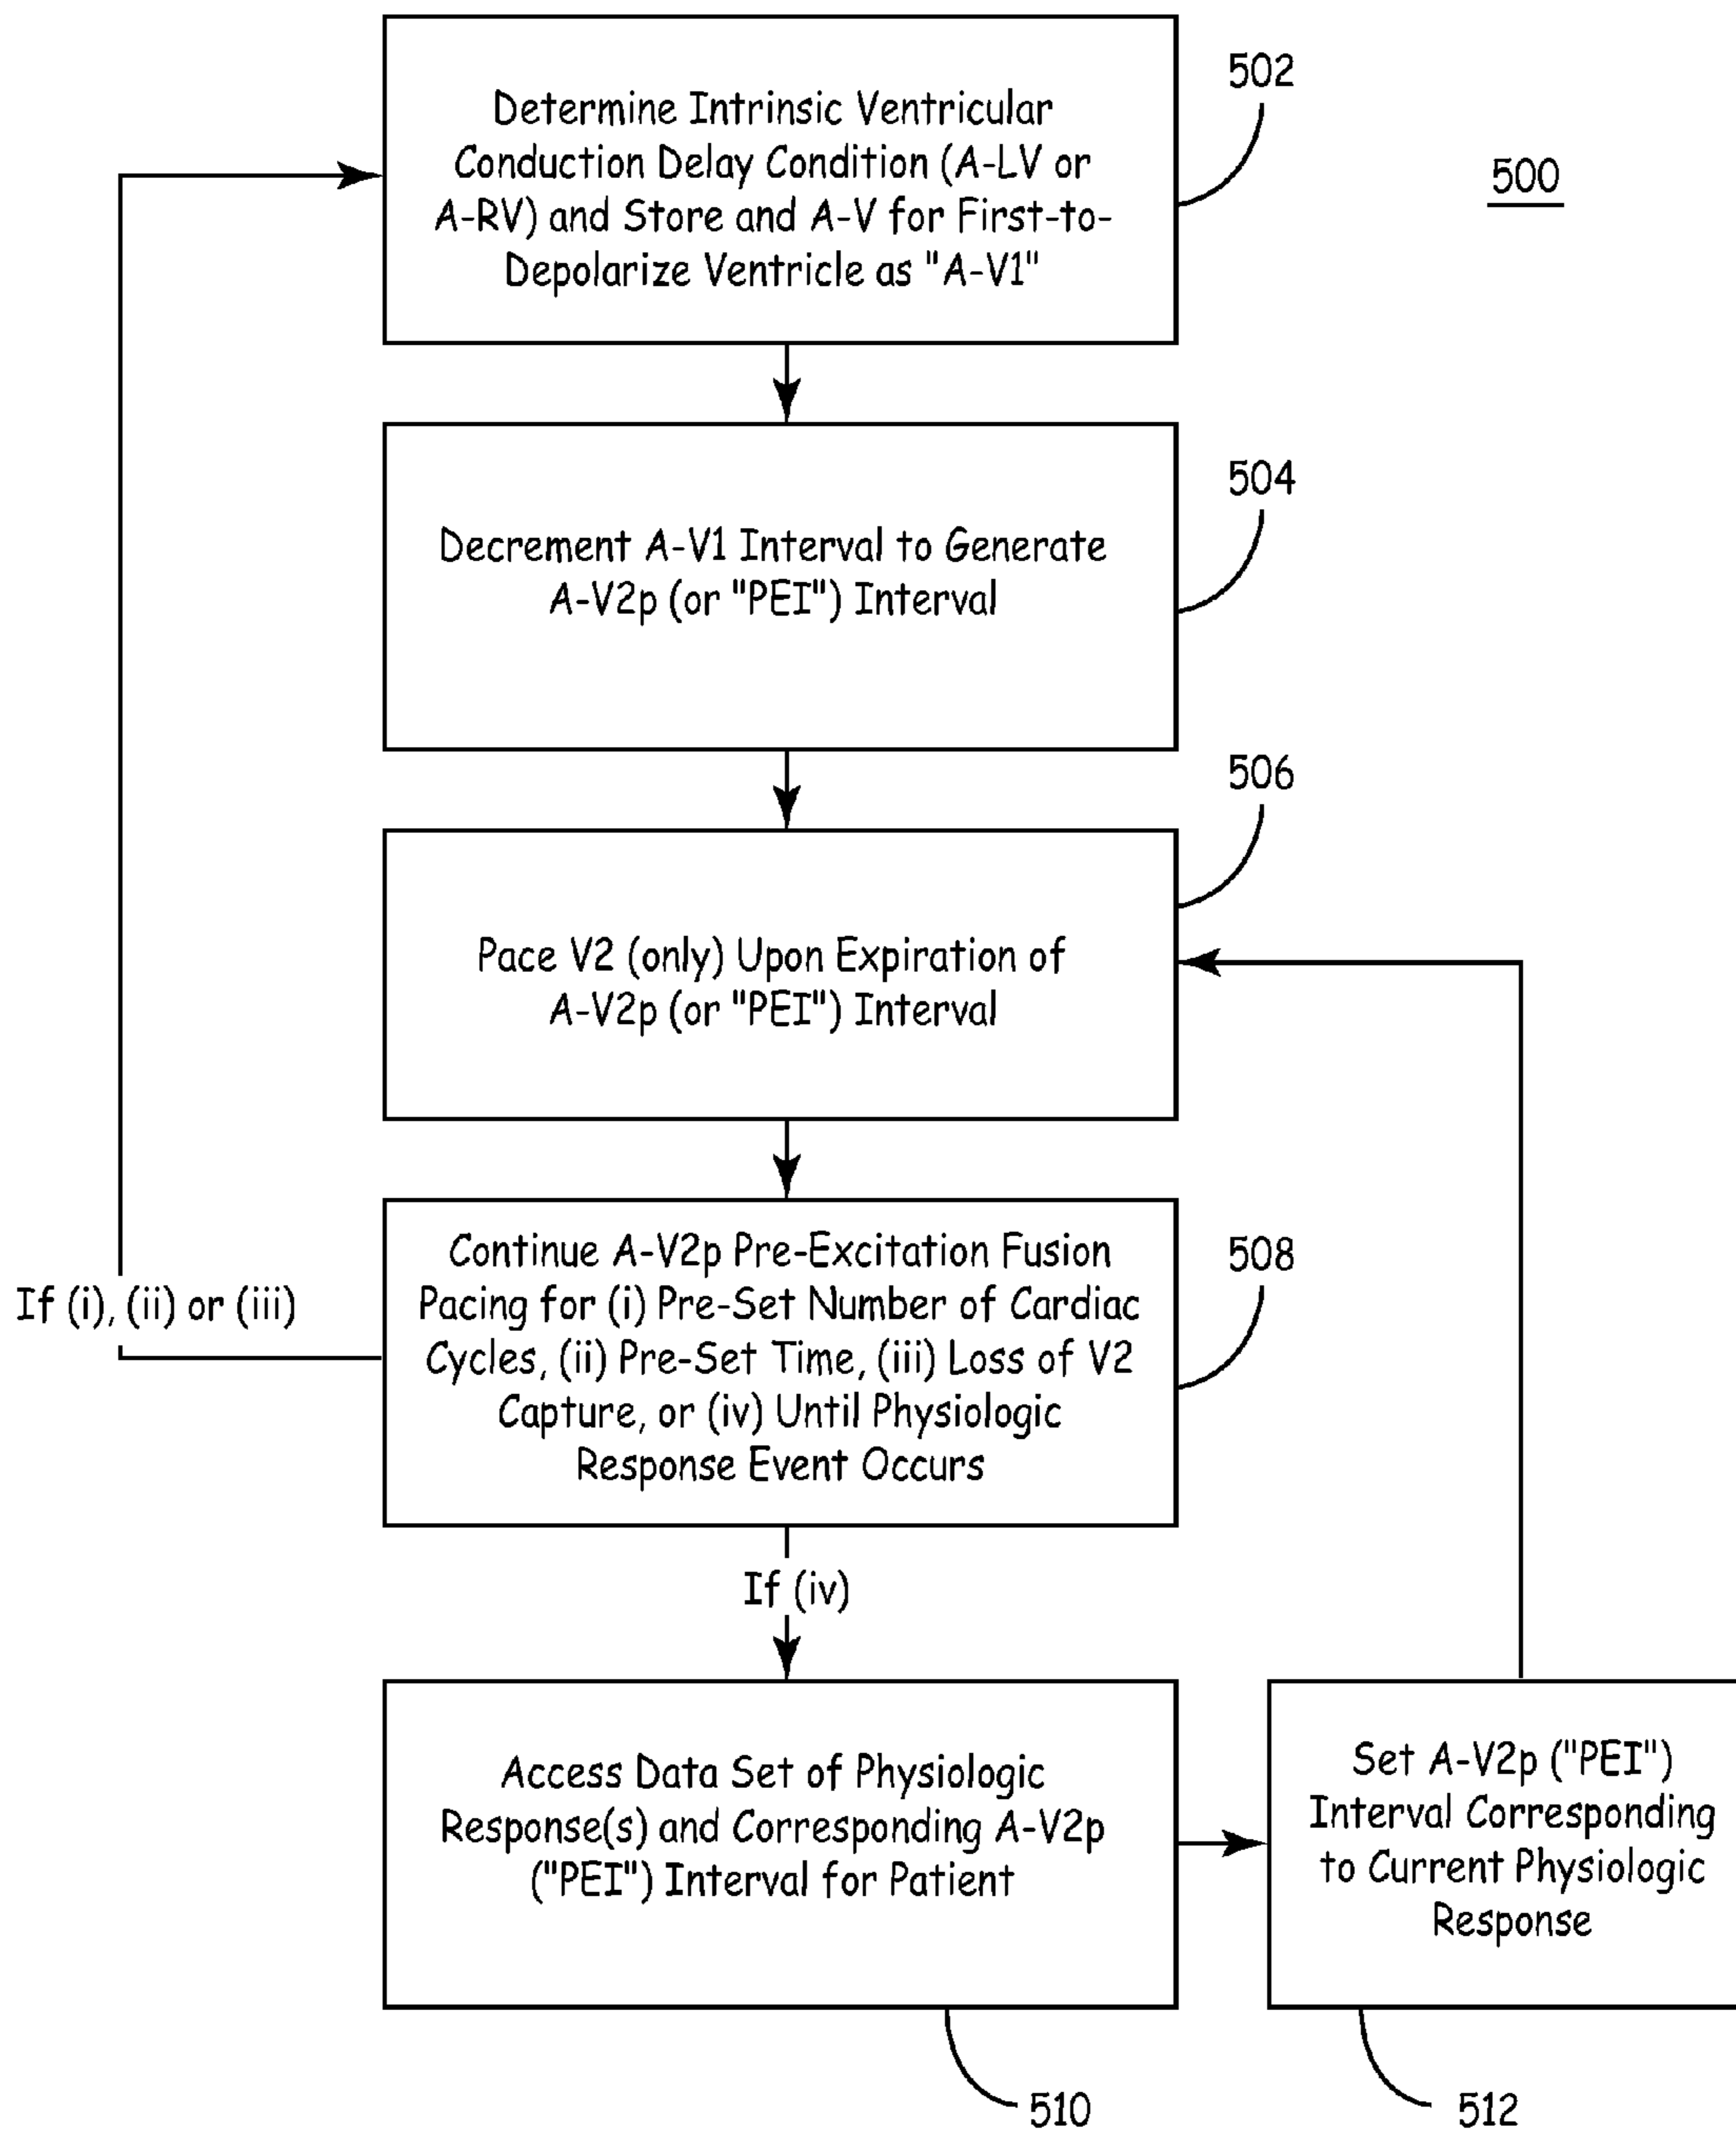 Determine Intrinsic Ventricular
Conduction Delay Condition (A-LV or
A-RV) and Store and A-V for First-to-
Depolarize Ventricle as "A-V1"
502
500
Decrement A-V1 Interval to Generate
A-V2p (or "PEI") Interval
504
Pace V2 (only) Upon Expiration of
A-V2p (or "PEI") Interval
506
Continue A-V2p Pre-Excitation Fusion
Pacing for (i) Pre-Set Number of Cardiac
Cycles, (ii) Pre-Set Time, (iii) Loss of V2
Capture, or (iv) Until Physiologic
Response Event Occurs
508
If (i), (ii) or (iii)
If (iv)
Access Data Set of Physiologic
Response(s) and Corresponding A-V2p
("PEI") Interval for Patient
510
Set A-V2p ("PEI")
Interval Corresponding
to Current Physiologic
Response
512